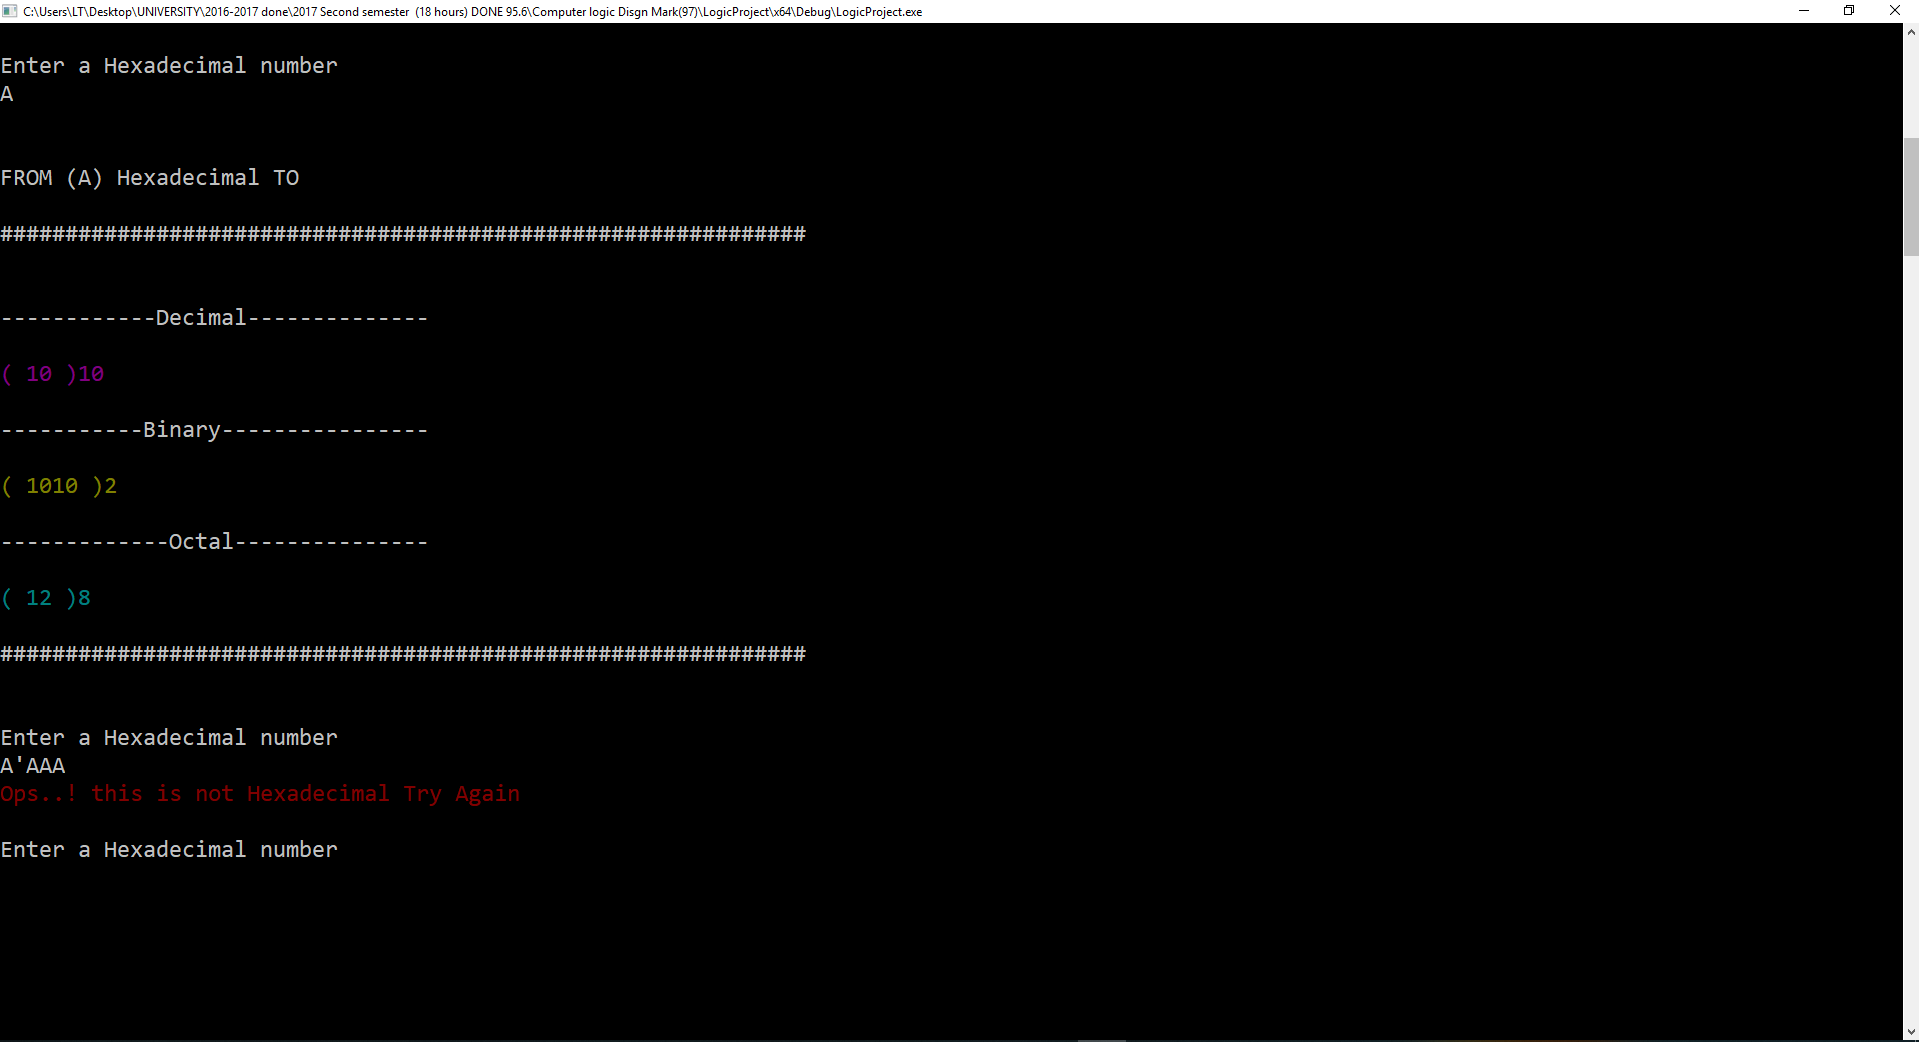 C:\Users\LT\Desktop\UNIVERSITY\2016-2017 done\2017 Second semester  (18 hours) DONE 95.6\Computer logic Disgn Mark(97)\LogicProject\x64\Debug\LogicProject.exe
Enter a Hexadecimal number
A
FROM (A) Hexadecimal TO
##############################################################
------------Decimal--------------
( 10 )10
-----------Binary----------------
( 1010 )2
-------------Octal---------------
( 12 )8
##############################################################
Enter a Hexadecimal number
A'AAA
Ops..! this is not Hexadecimal Try Again
Enter a Hexadecimal number